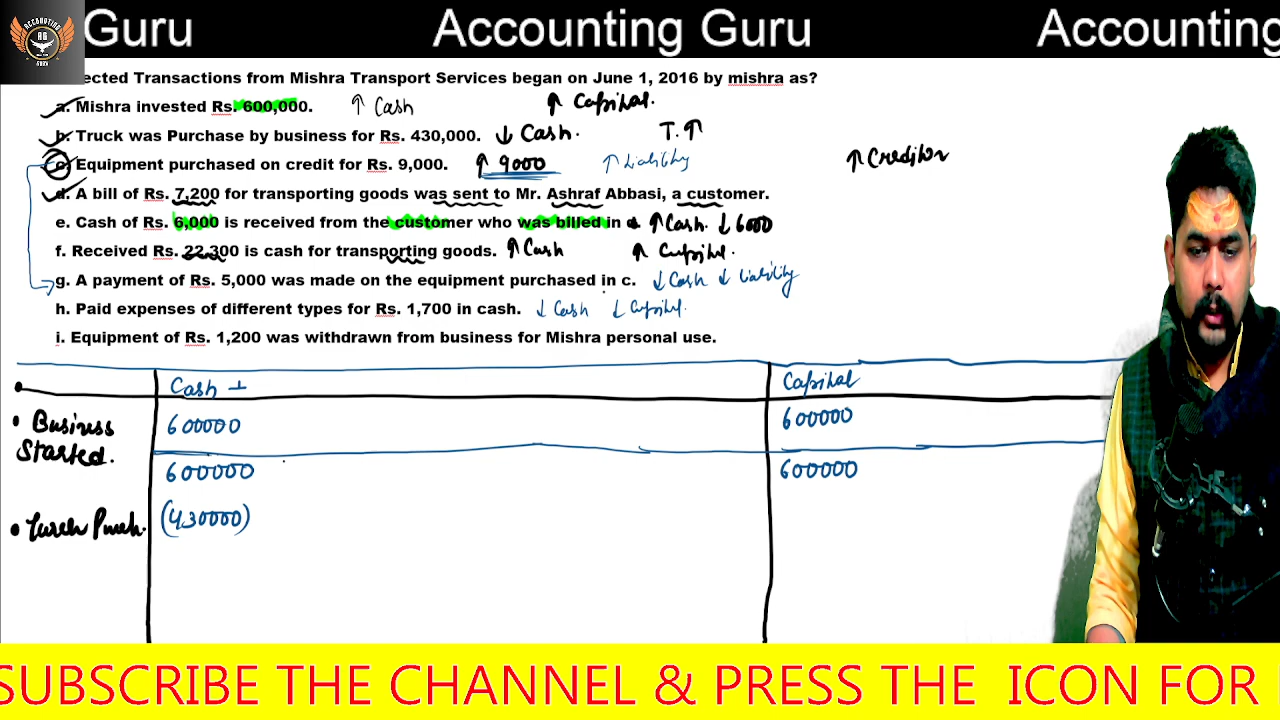 Guru Accounting Guru Accounting
ACCOUNTING
AG
GURU
ected Transactions from Mishra Transport Services began on June 1, 2016 by mishra as?
a. Mishra invested Rs. 600,000. ↑ Cash ↑ Capital.
b. Truck was Purchase by business for Rs. 430,000. ↓ Cash. T. ↑
c. Equipment purchased on credit for Rs. 9,000. ↑ 9000 ↑ Liability ↑ Creditor
d. A bill of Rs. 7,200 for transporting goods was sent to Mr. Ashraf Abbasi, a customer.
e. Cash of Rs. 6,000 is received from the customer who was billed in d ↑ Cash. ↓ 6000
f. Received Rs. 22,300 is cash for transporting goods. ↑ Cash ↑ Capital.
g. A payment of Rs. 5,000 was made on the equipment purchased in c. ↓ Cash ↓ Liability
h. Paid expenses of different types for Rs. 1,700 in cash. ↓ Cash ↓ Capital.
i. Equipment of Rs. 1,200 was withdrawn from business for Mishra personal use.
Cash + Capital
• Business 600000 600000
Started.
600000 600000
• Purch. (430000)
SUBSCRIBE THE CHANNEL & PRESS THE ICON FOR